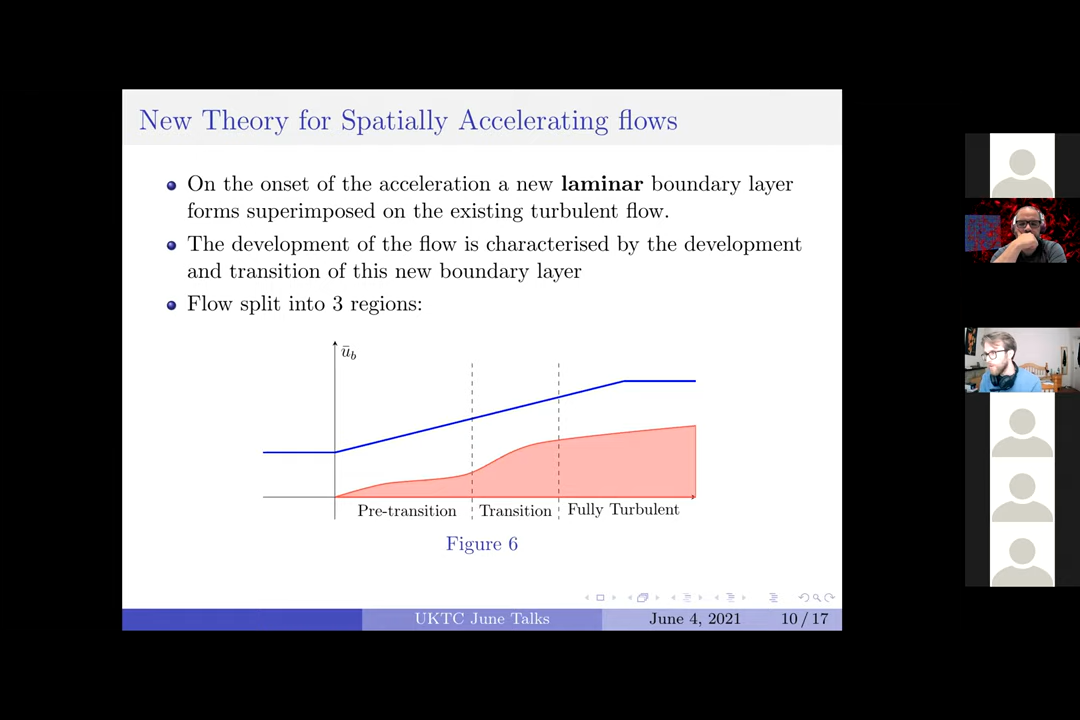 New Theory for Spatially Accelerating flows
On the onset of the acceleration a new laminar boundary layer
forms superimposed on the existing turbulent flow.
The development of the flow is characterised by the development
and transition of this new boundary layer
Flow split into 3 regions:
ūb
Pre-transition Transition Fully Turbulent
Figure 6
UKTC June Talks June 4, 2021 10 / 17